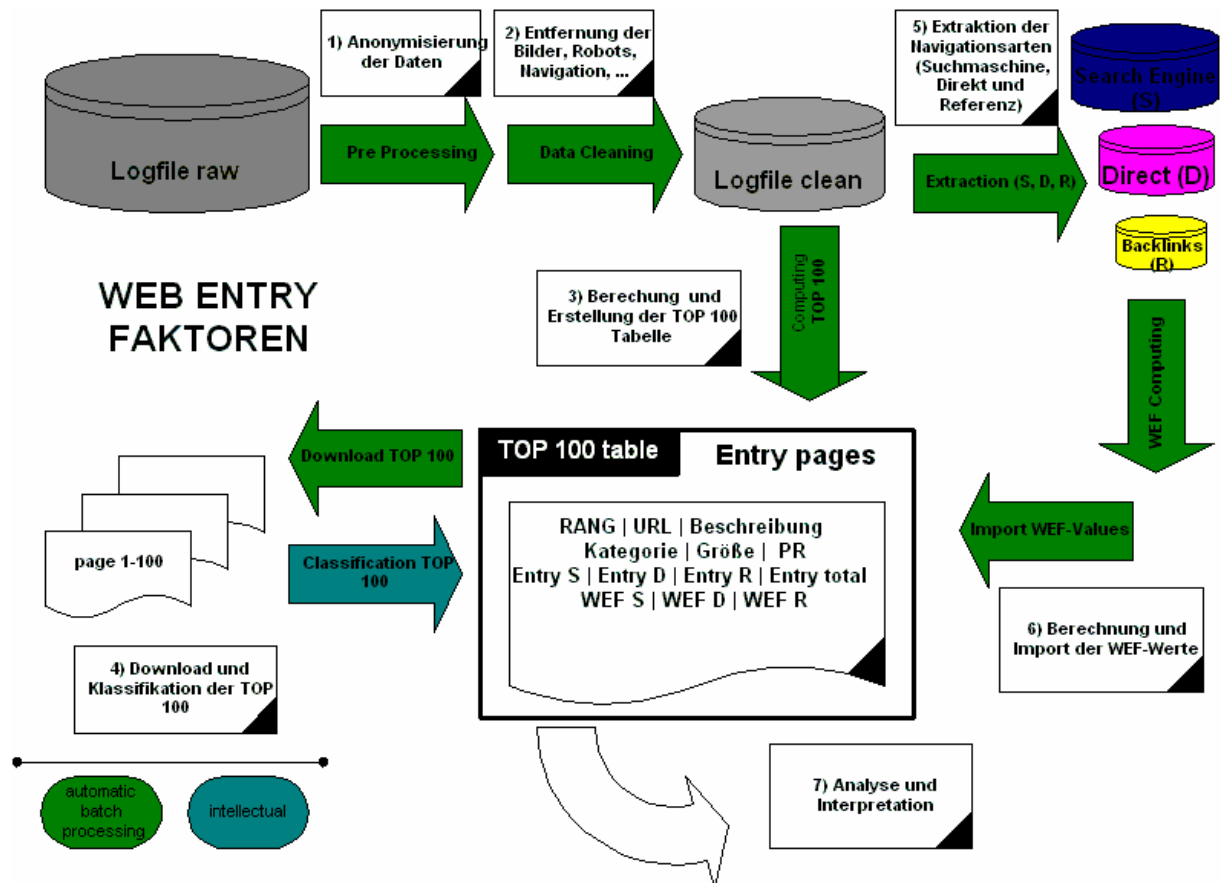 1) Anonymisierung
der Daten
2) Entfernung der
Bilder, Robots,
Navigation, ...
5) Extraktion der
Navigationsarten
(Suchmaschine,
Direkt und
Referenz)
Search Engine
(S)
Logfile raw
Pre Processing
Data Cleaning
Logfile clean
Extraction (S, D, R)
Direct (D)
Backlinks
(R)
WEB ENTRY
FAKTOREN
3) Berechung und
Erstellung der TOP 100
Tabelle
Computing
TOP 100
WEF Computing
Download TOP 100
TOP 100 table
Entry pages
RANG | URL | Beschreibung
Kategorie | Größe | PR
Entry S | Entry D | Entry R | Entry total
WEF S | WEF D | WEF R
Import WEF-Values
page 1-100
Classification TOP
100
4) Download und
Klassifikation der TOP
100
6) Berechnung und
Import der WEF-Werte
7) Analyse und
Interpretation
automatic
batch
processing
intellectual